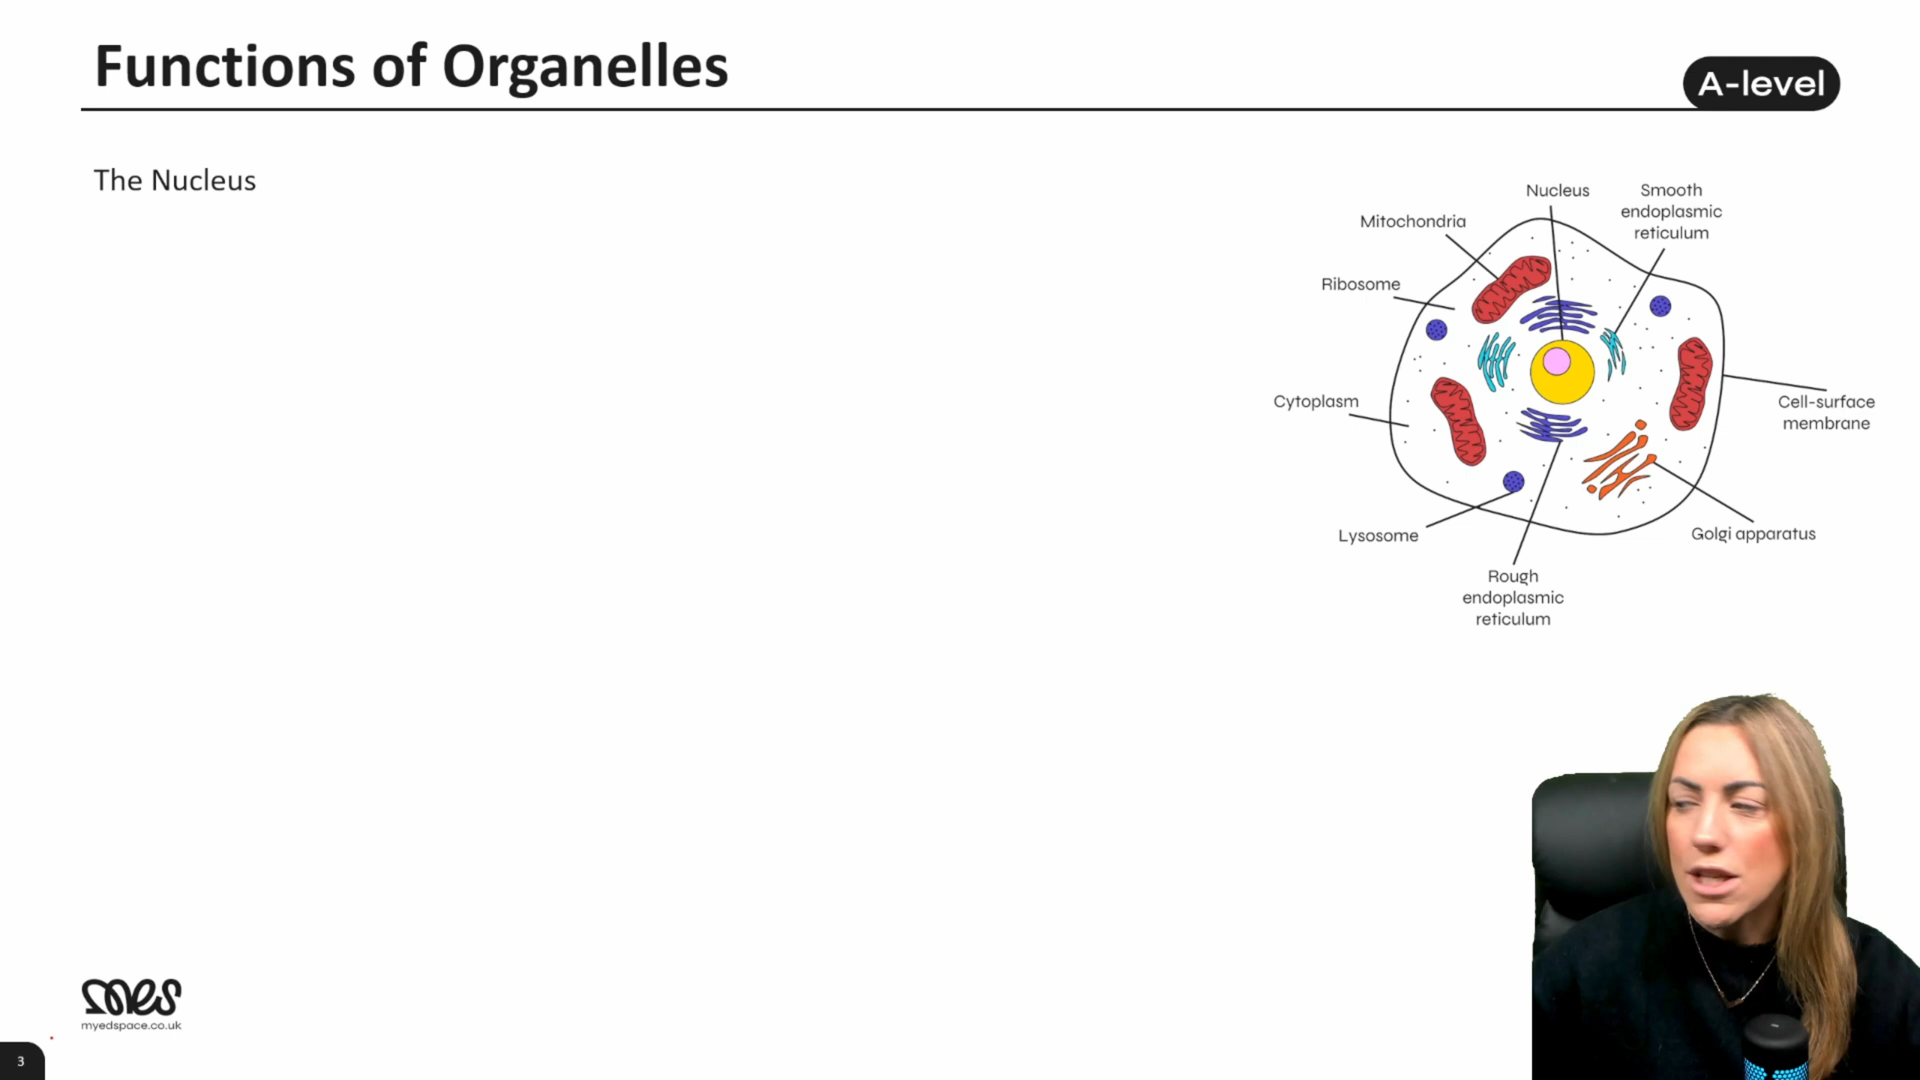 Functions of Organelles
A-level
The Nucleus
Nucleus
Smooth
endoplasmic
reticulum
Mitochondria
Ribosome
Cytoplasm
Cell-surface
membrane
Lysosome
Golgi apparatus
Rough
endoplasmic
reticulum
mes
myedspace.co.uk
3